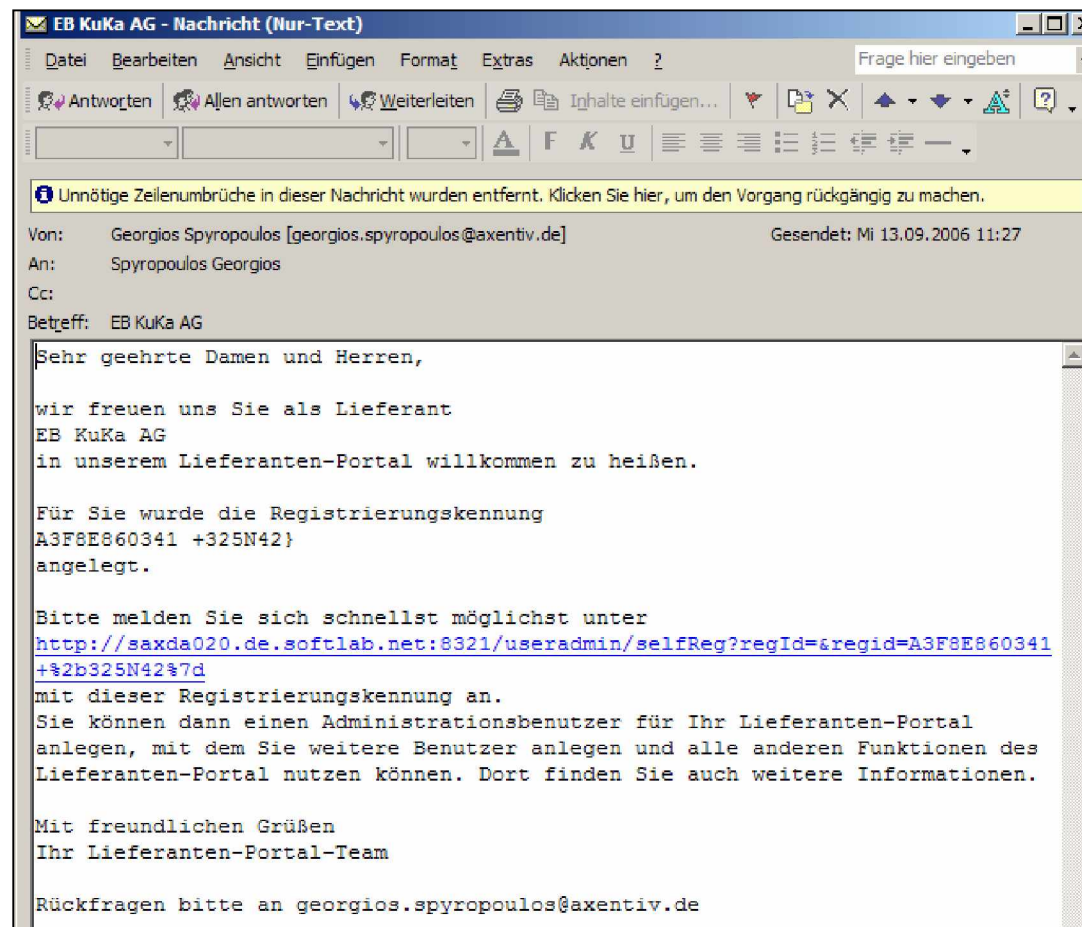 EB KuKa AG - Nachricht (Nur-Text)
Datei Bearbeiten Ansicht Einfügen Format Extras Aktionen ? Frage hier eingeben
Antworten Allen antworten Weiterleiten Inhalte einfügen...
A F K U
Unnötige Zeilenumbrüche in dieser Nachricht wurden entfernt. Klicken Sie hier, um den Vorgang rückgängig zu machen.
Von: Georgios Spyropoulos [georgios.spyropoulos@axentiv.de] Gesendet: Mi 13.09.2006 11:27
An: Spyropoulos Georgios
Cc:
Betreff: EB KuKa AG
Sehr geehrte Damen und Herren,
wir freuen uns Sie als Lieferant
EB KuKa AG
in unserem Lieferanten-Portal willkommen zu heißen.
Für Sie wurde die Registrierungskennung
A3F8E860341 +325N42}
angelegt.
Bitte melden Sie sich schnellst möglichst unter
http://saxda020.de.softlab.net:8321/useradmin/selfReg?regId=&regid=A3F8E860341
+%2b325N42%7d
mit dieser Registrierungskennung an.
Sie können dann einen Administrationsbenutzer für Ihr Lieferanten-Portal
anlegen, mit dem Sie weitere Benutzer anlegen und alle anderen Funktionen des
Lieferanten-Portal nutzen können. Dort finden Sie auch weitere Informationen.
Mit freundlichen Grüßen
Ihr Lieferanten-Portal-Team
Rückfragen bitte an georgios.spyropoulos@axentiv.de